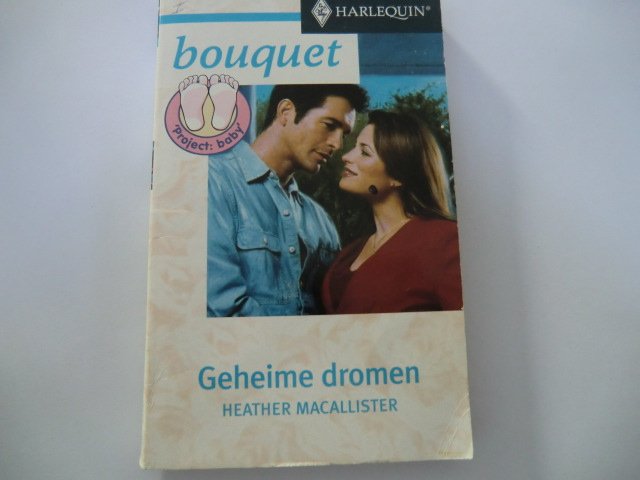 HARLEQUIN®
bouquet
'Project: baby'
Geheime dromen
HEATHER MACALLISTER